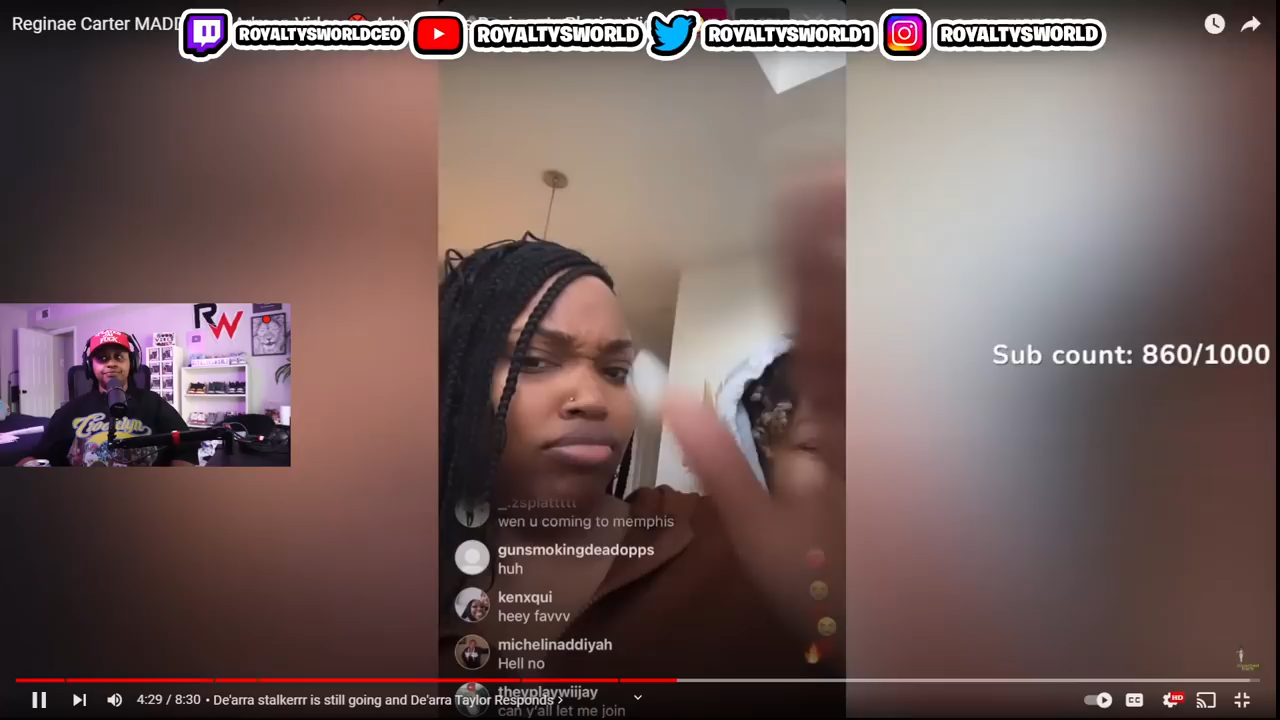 Reginae Carter MADD
ROYALTYSWORLDCEO
ROYALTYSWORLD
ROYALTYSWORLD1
ROYALTYSWORLD
RW
Sub count: 860/1000
_.zsplattttt
wen u coming to memphis
gunsmokingdeadopps
huh
kenxqui
heey favvv
michelinaddiyah
Hell no
theyplaywiijay
can y'all let me join
4:29 / 8:30 • De'arra stalkerrr is still going and De'arra Taylor Responds ›
CC
HD